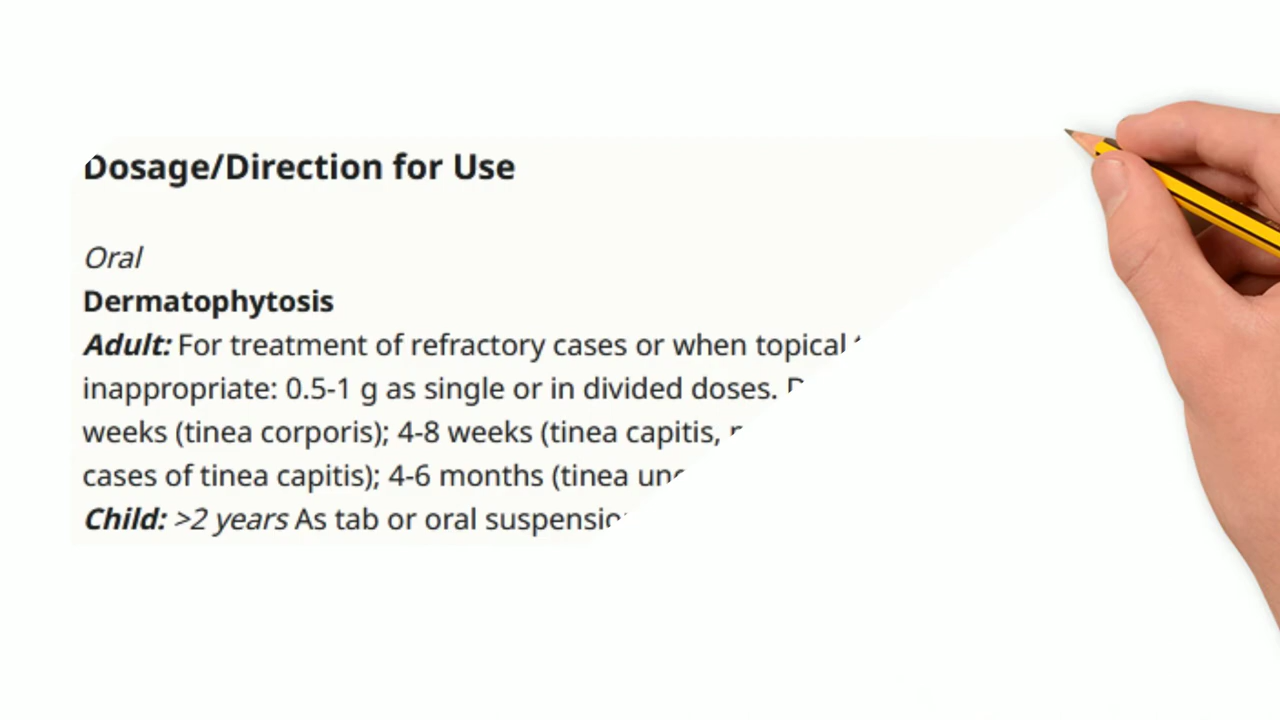 Dosage/Direction for Use
Oral
Dermatophytosis
Adult: For treatment of refractory cases or when topical
inappropriate: 0.5-1 g as single or in divided doses.
weeks (tinea corporis); 4-8 weeks (tinea capitis,
cases of tinea capitis); 4-6 months (tinea
Child: >2 years As tab or oral